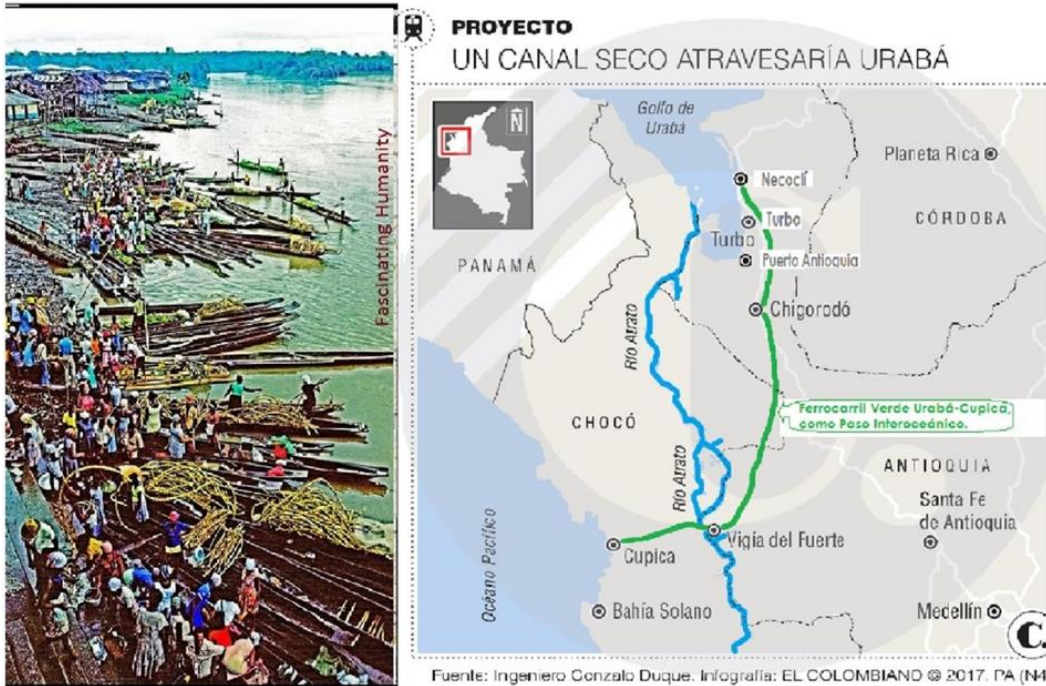 Fascinating Humanity
PROYECTO
UN CANAL SECO ATRAVESARÍA URABÁ
Golfo de
Urabá
N
Planeta Rica
Necoclí
CÓRDOBA
Turbo
Turbo
PANAMÁ
Puerto Antioquia
Chigorodó
Río Atrato
Ferrocarril Verde Urabá-Cupica,
como Paso Interoceánico.
CHOCÓ
ANTIOQUIA
Río Atrato
Santa Fe
de Antioquia
Vigía del Fuerte
Cupica
Océano Pacífico
Bahía Solano
Medellín
C.
Fuente: Ingeniero Gonzalo Duque. Infografía: EL COLOMBIANO © 2017. PA (N4